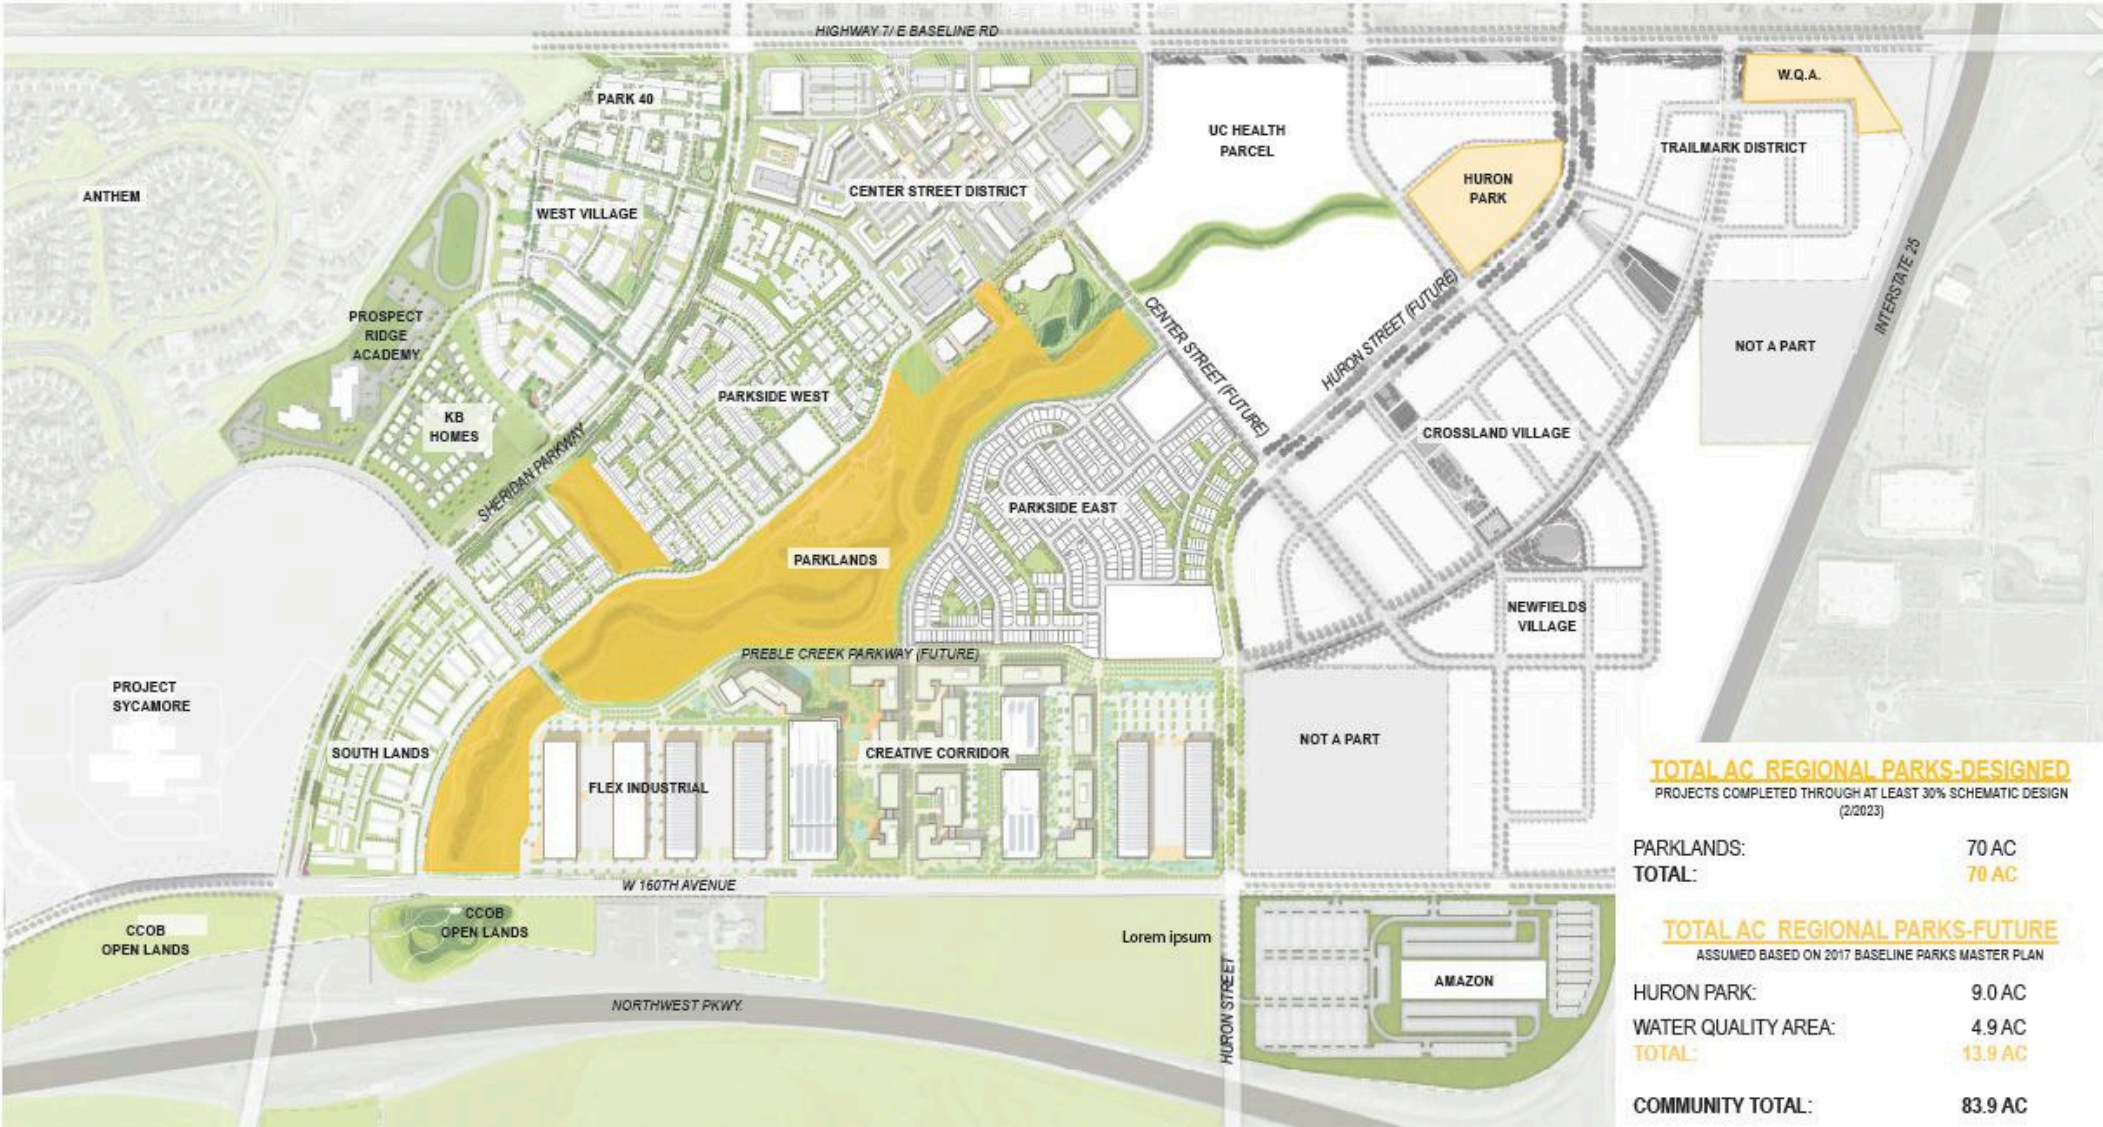 HIGHWAY 7/ E BASELINE RD
PARK 40
W.Q.A.
UC HEALTH
PARCEL
TRAILMARK DISTRICT
ANTHEM
WEST VILLAGE
CENTER STREET DISTRICT
HURON
PARK
PROSPECT
RIDGE
ACADEMY
CENTER STREET (FUTURE)
HURON STREET (FUTURE)
INTERSTATE 25
NOT A PART
PARKSIDE WEST
KB
HOMES
SHERIDAN PARKWAY
CROSSLAND VILLAGE
PARKSIDE EAST
PARKLANDS
NEWFIELDS
VILLAGE
PREBLE CREEK PARKWAY (FUTURE)
PROJECT
SYCAMORE
SOUTH LANDS
FLEX INDUSTRIAL
CREATIVE CORRIDOR
NOT A PART
W 160TH AVENUE
CCOB
OPEN LANDS
CCOB
OPEN LANDS
Lorem ipsum
HURON STREET
AMAZON
NORTHWEST PKWY.
TOTAL AC REGIONAL PARKS-DESIGNED
PROJECTS COMPLETED THROUGH AT LEAST 30% SCHEMATIC DESIGN
(2/2023)
PARKLANDS: 70 AC
TOTAL: 70 AC
TOTAL AC REGIONAL PARKS-FUTURE
ASSUMED BASED ON 2017 BASELINE PARKS MASTER PLAN
HURON PARK: 9.0 AC
WATER QUALITY AREA: 4.9 AC
TOTAL: 13.9 AC
COMMUNITY TOTAL: 83.9 AC